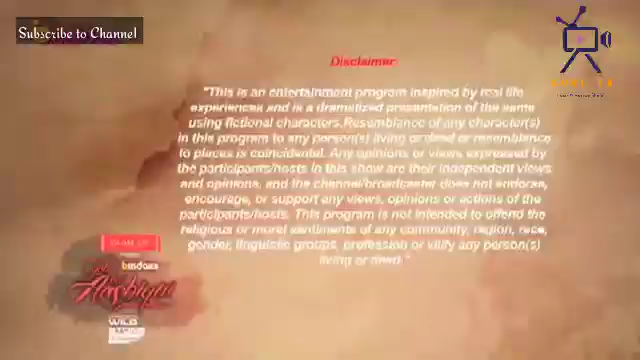 Subscribe to Channel
Disclaimer
"This is an entertainment program inspired by real life
experiences and is a dramatized presentation of the same
using fictional characters.Resemblance of any character(s)
in this program to any person(s) living or dead or resemblance
to places is coincidental. Any opinions or views expressed by
the participants/hosts in this show are their independent views
and opinions, and the channel/broadcaster does not endorse,
encourage, or support any views, opinions or actions of the
participants/hosts. This program is not intended to offend the
religious or moral sentiments of any community, region, race,
gender, linguistic groups, profession or vilify any person(s)
living or dead."
bindass
WILD
STONE